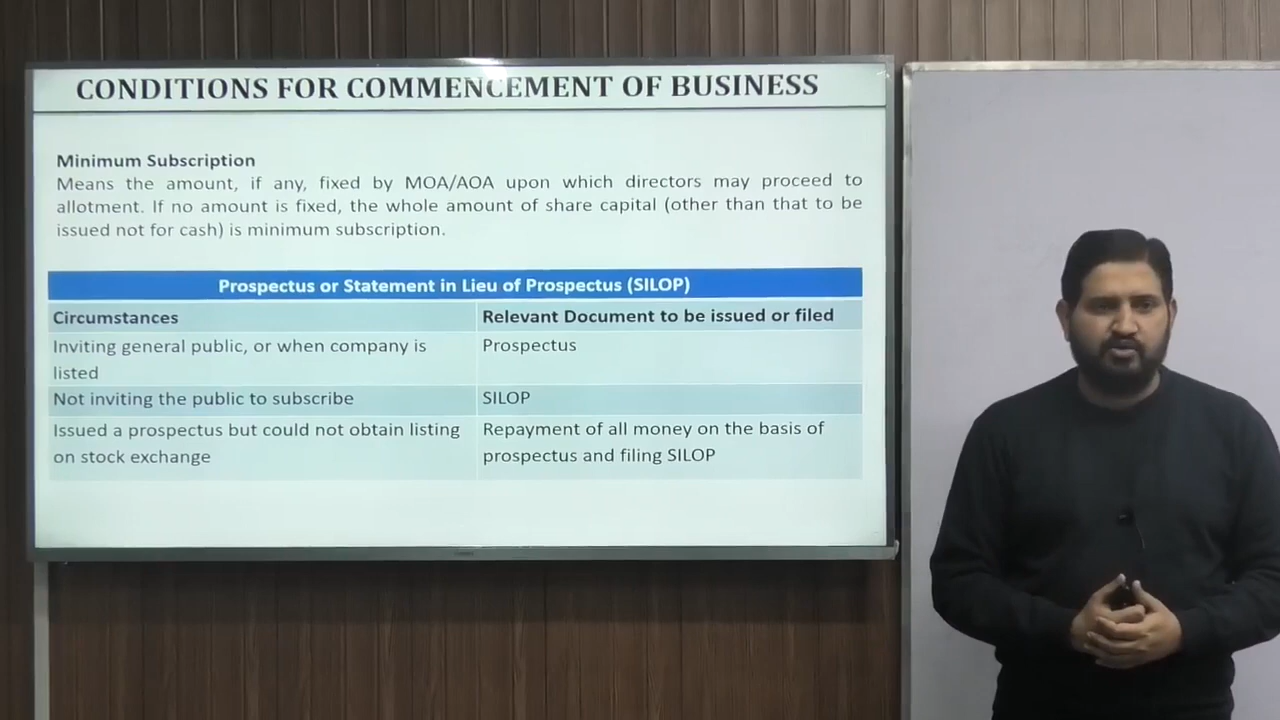 CONDITIONS FOR COMMENCEMENT OF BUSINESS
Minimum Subscription
Means the amount, if any, fixed by MOA/AOA upon which directors may proceed to
allotment. If no amount is fixed, the whole amount of share capital (other than that to be
issued not for cash) is minimum subscription.
Prospectus or Statement in Lieu of Prospectus (SILOP)
Circumstances
Relevant Document to be issued or filed
Inviting general public, or when company is
listed
Prospectus
Not inviting the public to subscribe
SILOP
Issued a prospectus but could not obtain listing
on stock exchange
Repayment of all money on the basis of
prospectus and filing SILOP